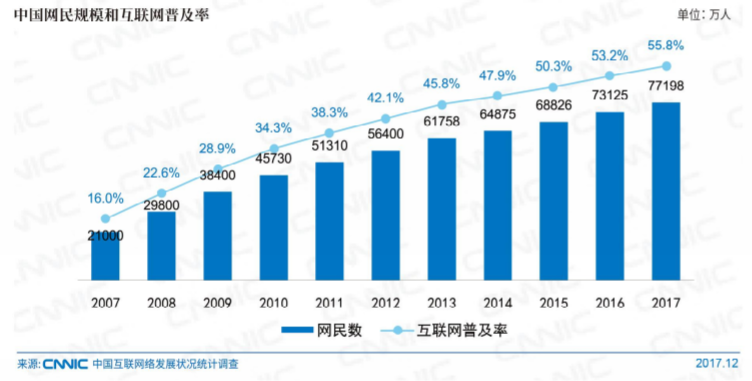 中国网民规模和互联网普及率
单位:万人
16.0% 22.6% 28.9% 34.3% 38.3% 42.1% 45.8% 47.9% 50.3% 53.2% 55.8%
21000 29800 38400 45730 51310 56400 61758 64875 68826 73125 77198
2007 2008 2009 2010 2011 2012 2013 2014 2015 2016 2017
网民数 互联网普及率
来源:CNNIC 中国互联网络发展状况统计调查
2017.12